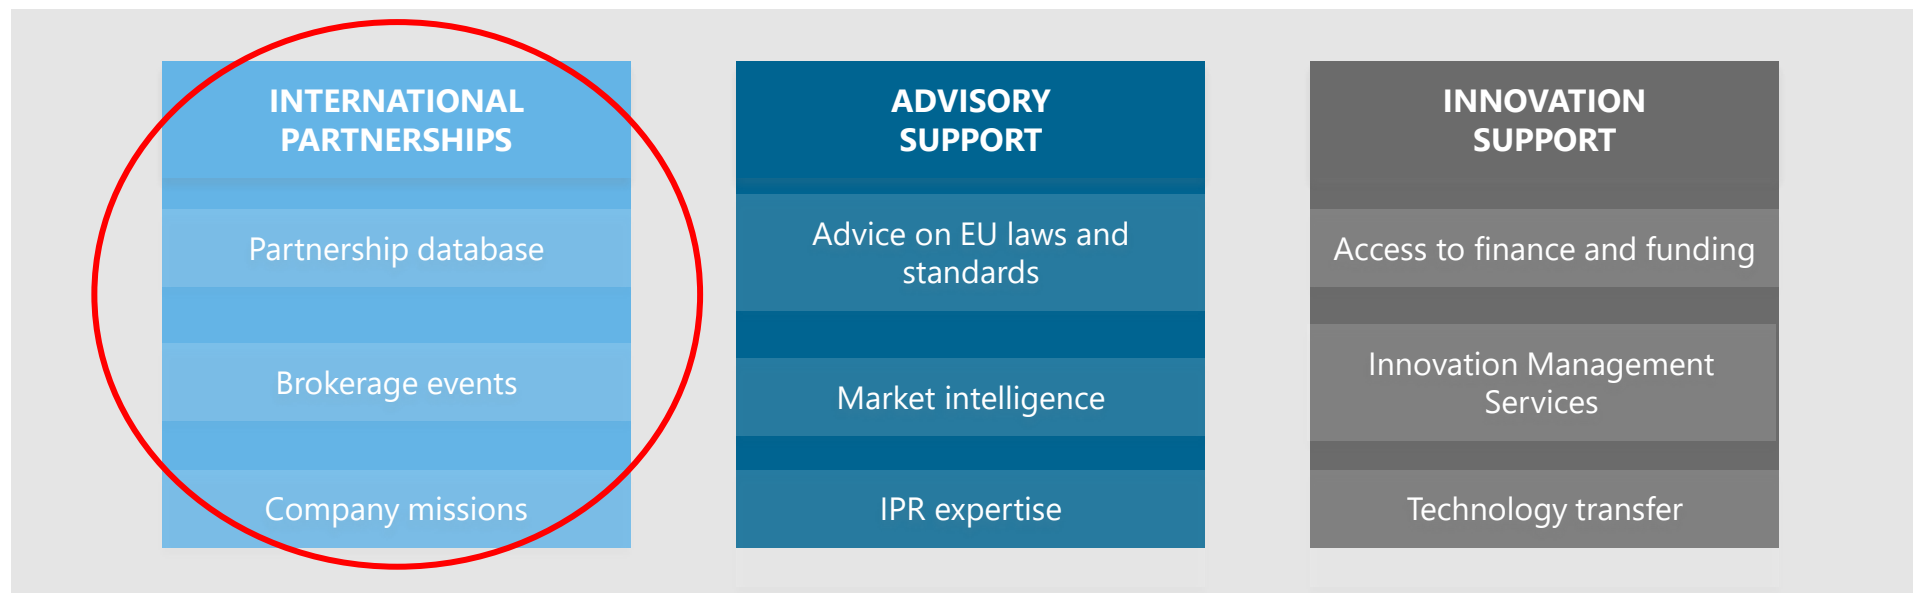 INTERNATIONAL
PARTNERSHIPS
Partnership database
Brokerage events
Company missions
ADVISORY
SUPPORT
Advice on EU laws and
standards
Market intelligence
IPR expertise
INNOVATION
SUPPORT
Access to finance and funding
Innovation Management
Services
Technology transfer